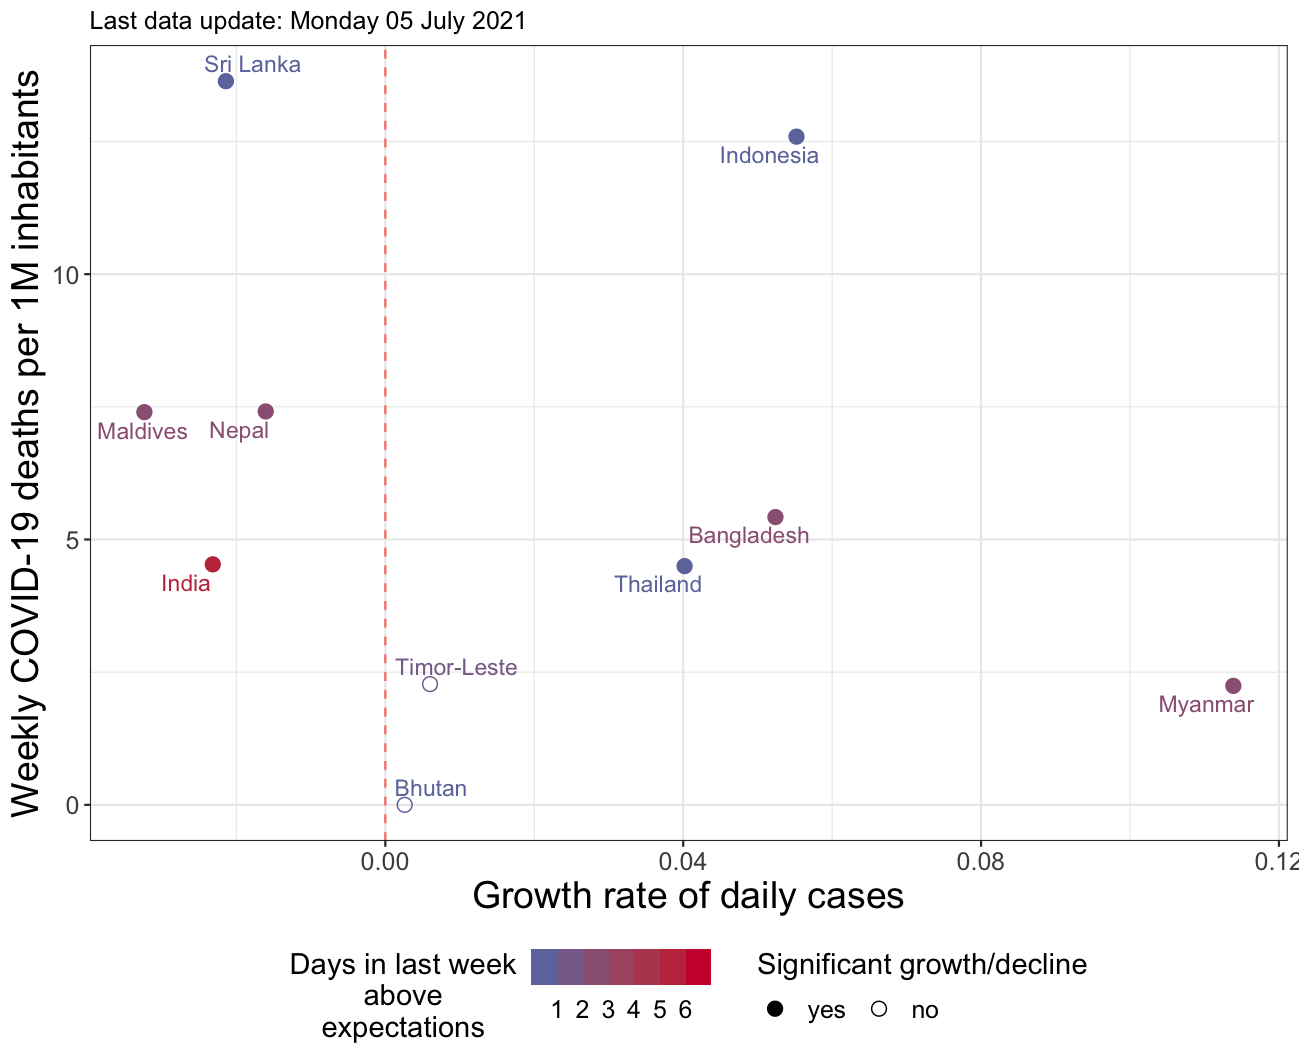 Last data update: Monday 05 July 2021
Weekly COVID-19 deaths per 1M inhabitants
Sri Lanka
Indonesia
10
Maldives
Nepal
Bangladesh
5
India
Thailand
Timor-Leste
Myanmar
Bhutan
0
0.00 0.04 0.08 0.12
Growth rate of daily cases
Days in last week
above
expectations
1 2 3 4 5 6
Significant growth/decline
yes no